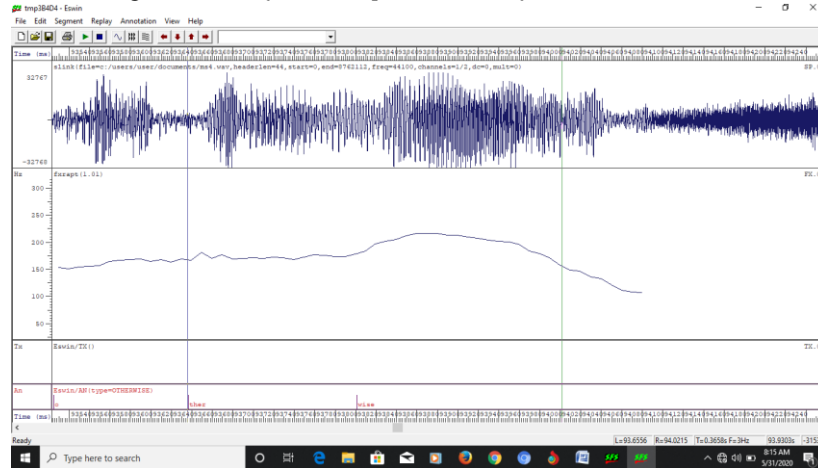 tmp3B4D4 - Eswin
File Edit Segment Replay Annotation View Help
Time (ms)
slink(file=c:/users/user/documents/ms4.wav,headerlen=44,start=0,end=8762112,freq=44100,channels=1/2,dc=0,mult=0)
SP.
32767
-32768
Hz
fxrapt(1.01)
FX.
300
250
200
150
100
50
Tx
Eswin/TX()
TX.
An
Eswin/AN(type=OTHERWISE)
o ther wise
Time (ms)
Ready
L=93.6556 R=94.0215 T=0.3658s F=3Hz 93.9303s
Type here to search
8:15 AM
5/31/2020